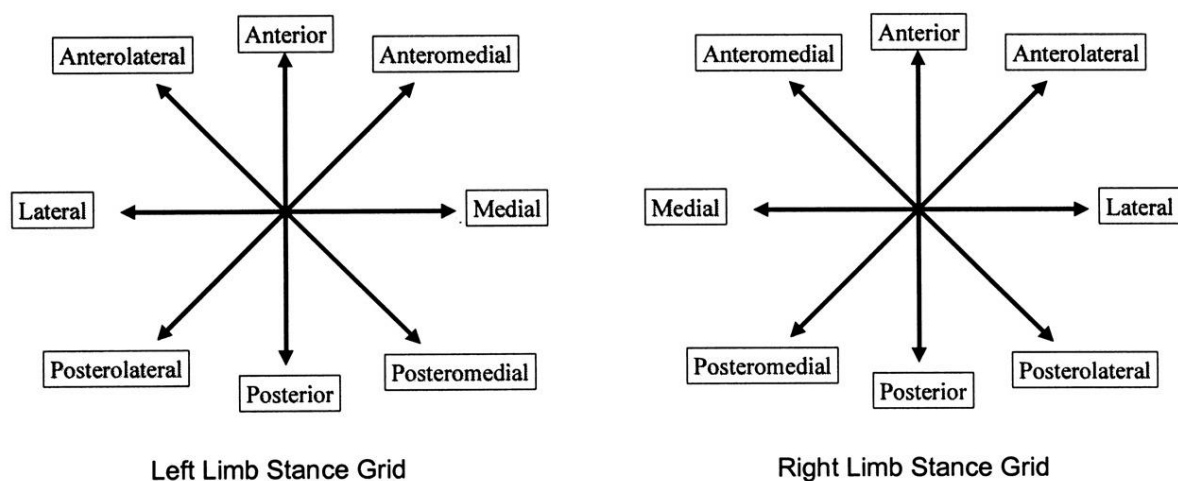 Anterior
Anterolateral
Anteromedial
Lateral
Medial
Posterolateral
Posterior
Posteromedial
Left Limb Stance Grid
Anterior
Anteromedial
Anterolateral
Medial
Lateral
Posteromedial
Posterior
Posterolateral
Right Limb Stance Grid